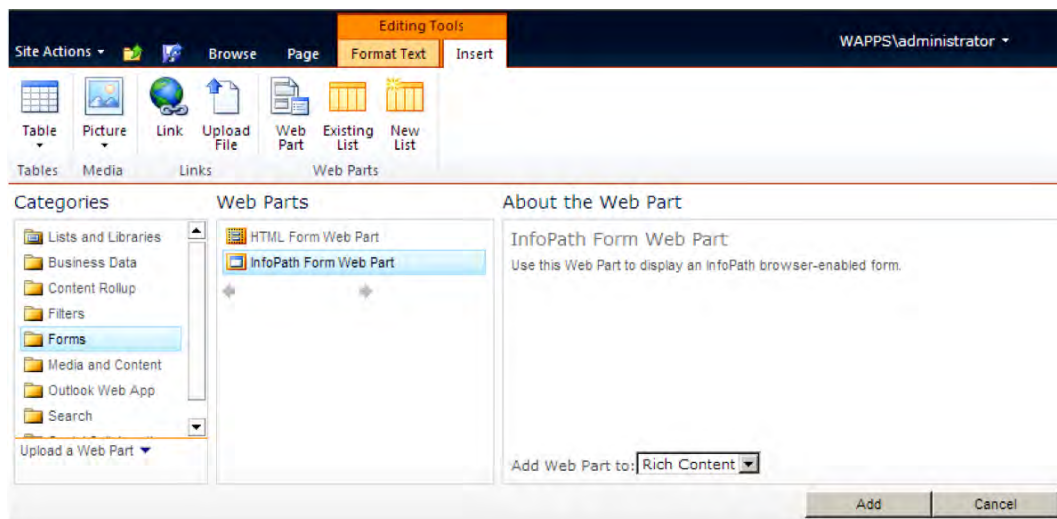 Editing Tools
Site Actions Browse Page Format Text Insert WAPPS\administrator
Table Picture Link Upload File Web Part Existing List New List
Tables Media Links Web Parts
Categories
Lists and Libraries
Business Data
Content Rollup
Filters
Forms
Media and Content
Outlook Web App
Search
Upload a Web Part
Web Parts
HTML Form Web Part
InfoPath Form Web Part
About the Web Part
InfoPath Form Web Part
Use this Web Part to display an InfoPath browser-enabled form.
Add Web Part to: Rich Content
Add Cancel